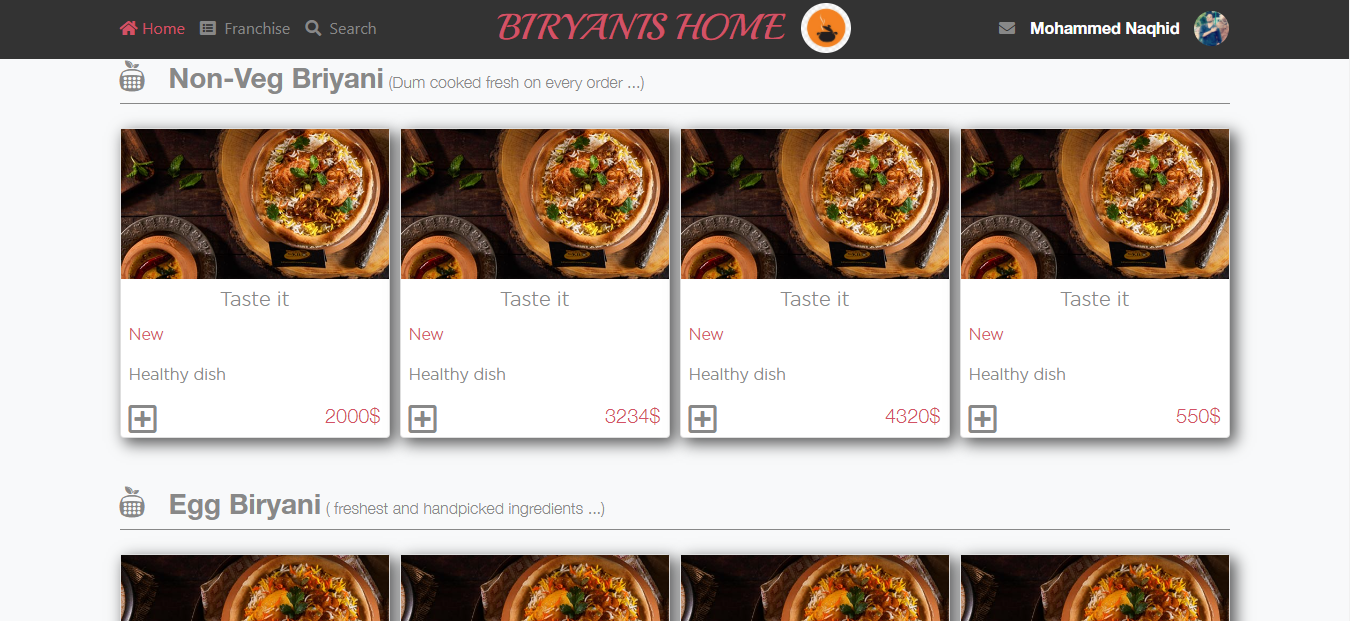 Home Franchise Search BIRYANIS HOME Mohammed Naqhid
Non-Veg Briyani (Dum cooked fresh on every order ...)
Taste it Taste it Taste it Taste it
New New New New
Healthy dish Healthy dish Healthy dish Healthy dish
2000$ 3234$ 4320$ 550$
Egg Biryani ( freshest and handpicked ingredients ...)